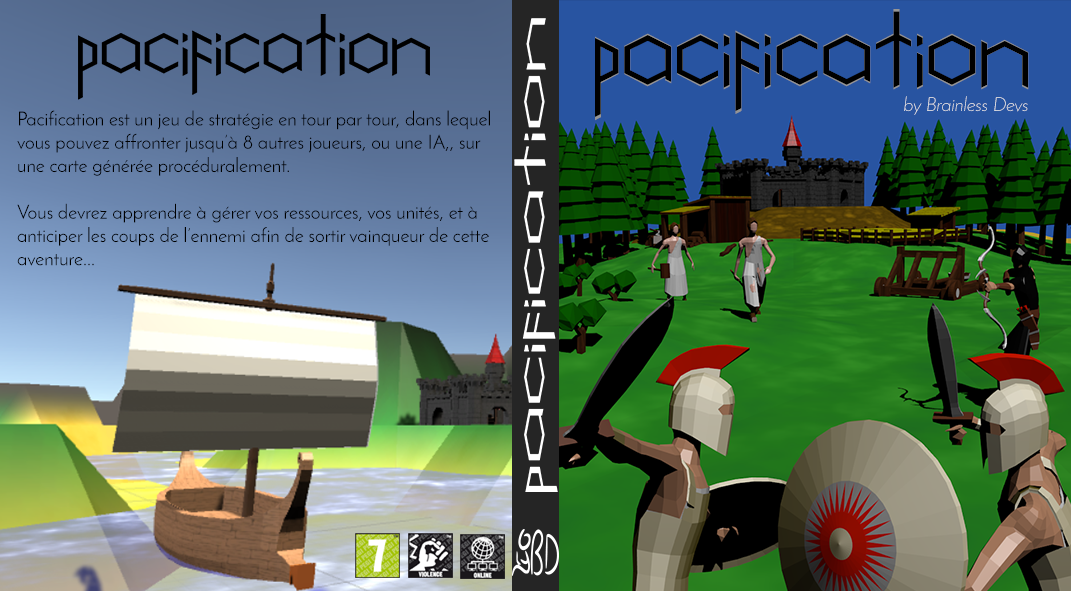 pacification
Pacification est un jeu de stratégie en tour par tour, dans lequel
vous pouvez affronter jusqu'à 8 autres joueurs, ou une IA,, sur
une carte générée procéduralement.
Vous devrez apprendre à gérer vos ressources, vos unités, et à
anticiper les coups de l'ennemi afin de sortir vainqueur de cette
aventure...
7
VIOLENCE
ONLINE
pacification
BD
pacification
by Brainless Devs